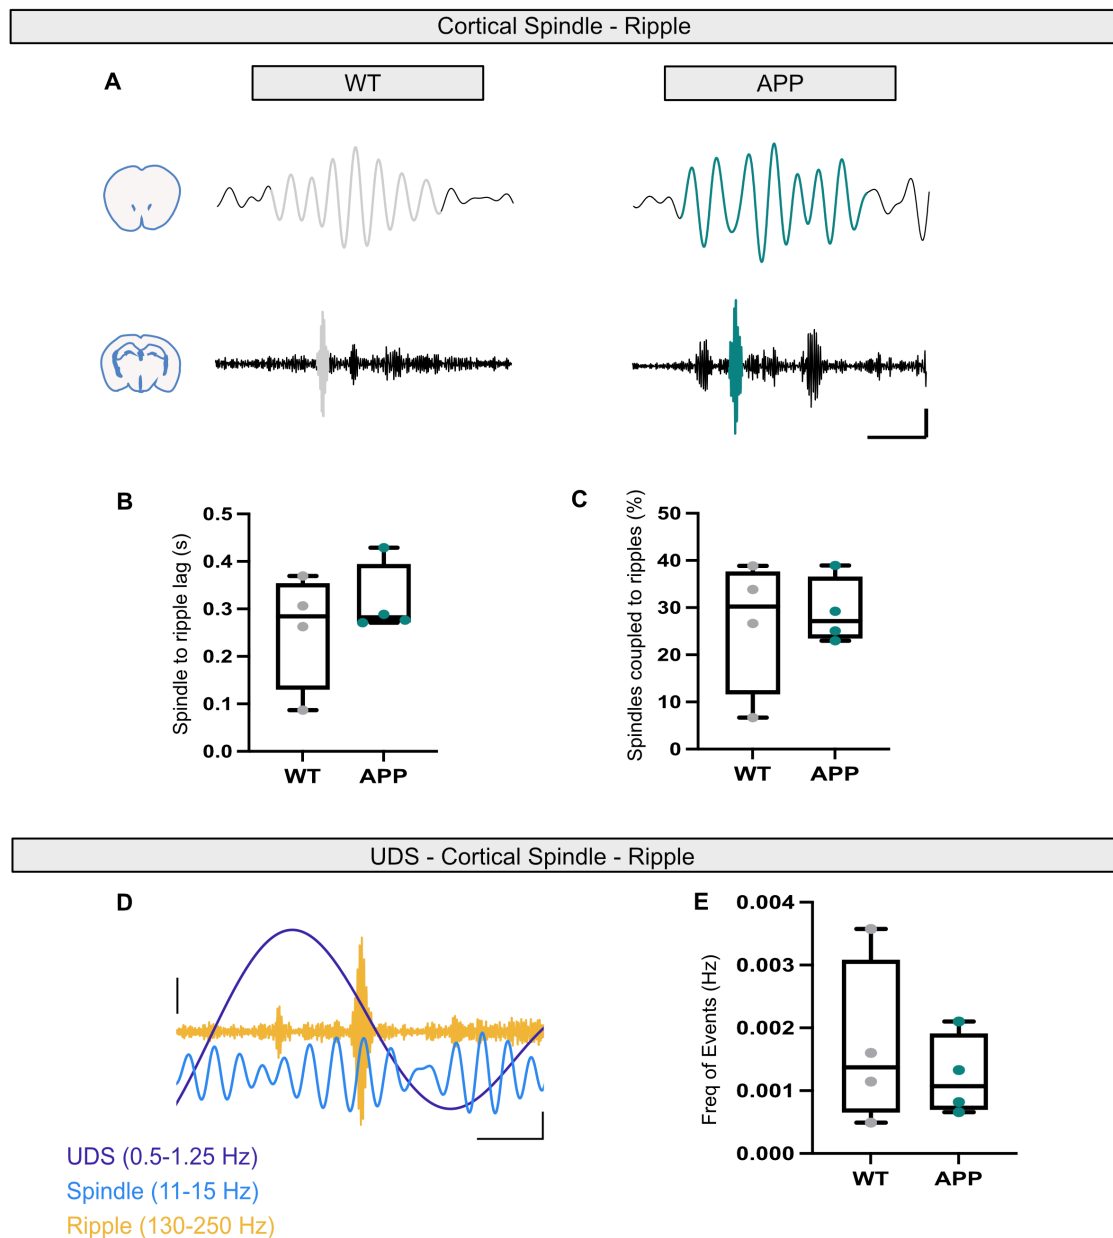 Cortical Spindle - Ripple
A
WT
APP
B
Spindle to ripple lag (s)
0.5
0.4
0.3
0.2
0.1
0.0
WT
APP
C
Spindles coupled to ripples (%)
50
40
30
20
10
0
WT
APP
UDS - Cortical Spindle - Ripple
D
UDS (0.5-1.25 Hz)
Spindle (11-15 Hz)
Ripple (130-250 Hz)
E
Freq of Events (Hz)
0.004
0.003
0.002
0.001
0.000
WT
APP